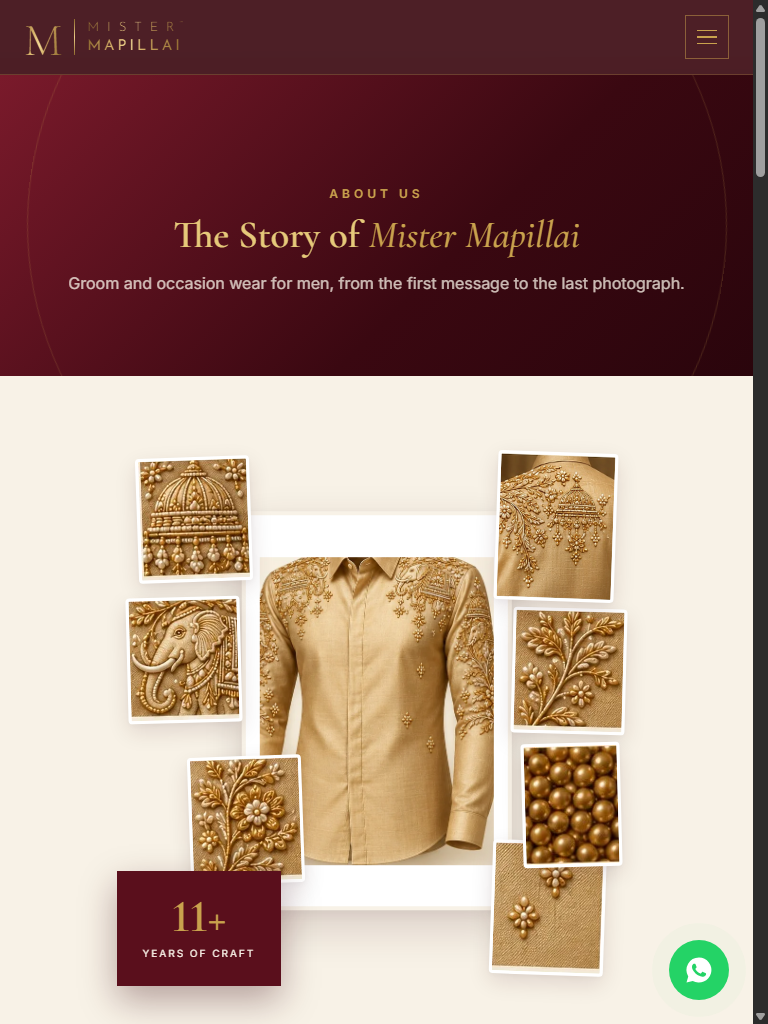 M
MISTER
MAPILLAI
ABOUT US
The Story of Mister Mapillai
Groom and occasion wear for men, from the first message to the last photograph.
11+
YEARS OF CRAFT